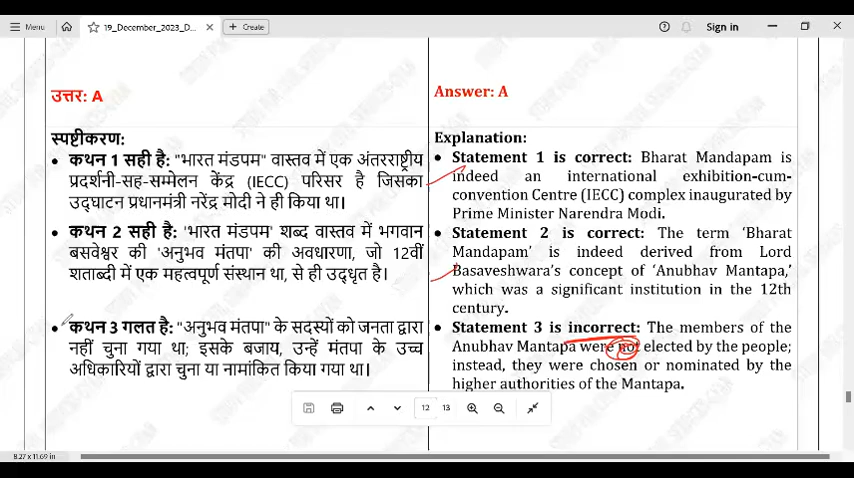 Menu
19_December_2023_D...
Create
Sign in
उत्तर: A
स्पष्टीकरण:
• कथन 1 सही है: "भारत मंडपम" वास्तव में एक अंतरराष्ट्रीय
प्रदर्शनी-सह-सम्मेलन केंद्र (IECC) परिसर है जिसका
उद्घाटन प्रधानमंत्री नरेंद्र मोदी ने ही किया था।
• कथन 2 सही है: 'भारत मंडपम' शब्द वास्तव में भगवान
बसवेश्वर की 'अनुभव मंतपा' की अवधारणा, जो 12वीं
शताब्दी में एक महत्वपूर्ण संस्थान था, से ही उद्धृत है।
• कथन 3 गलत है: "अनुभव मंतपा" के सदस्यों को जनता द्वारा
नहीं चुना गया था; इसके बजाय, उन्हें मंतपा के उच्च
अधिकारियों द्वारा चुना या नामांकित किया गया था।
Answer: A
Explanation:
• Statement 1 is correct: Bharat Mandapam is
indeed an international exhibition-cum-
convention Centre (IECC) complex inaugurated by
Prime Minister Narendra Modi.
• Statement 2 is correct: The term ‘Bharat
Mandapam’ is indeed derived from Lord
Basaveshwara’s concept of ‘Anubhav Mantapa,’
which was a significant institution in the 12th
century.
• Statement 3 is incorrect: The members of the
Anubhav Mantapa were not elected by the people;
instead, they were chosen or nominated by the
higher authorities of the Mantapa.
12 13
8.27 x 11.69 in